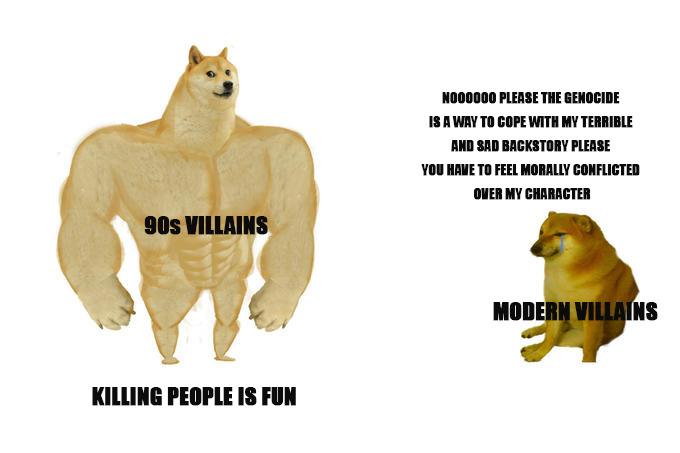 90s VILLAINS
KILLING PEOPLE IS FUN
NOOOOOO PLEASE THE GENOCIDE
IS A WAY TO COPE WITH MY TERRIBLE
AND SAD BACKSTORY PLEASE
YOU HAVE TO FEEL MORALLY CONFLICTED
OVER MY CHARACTER
MODERN VILLAINS